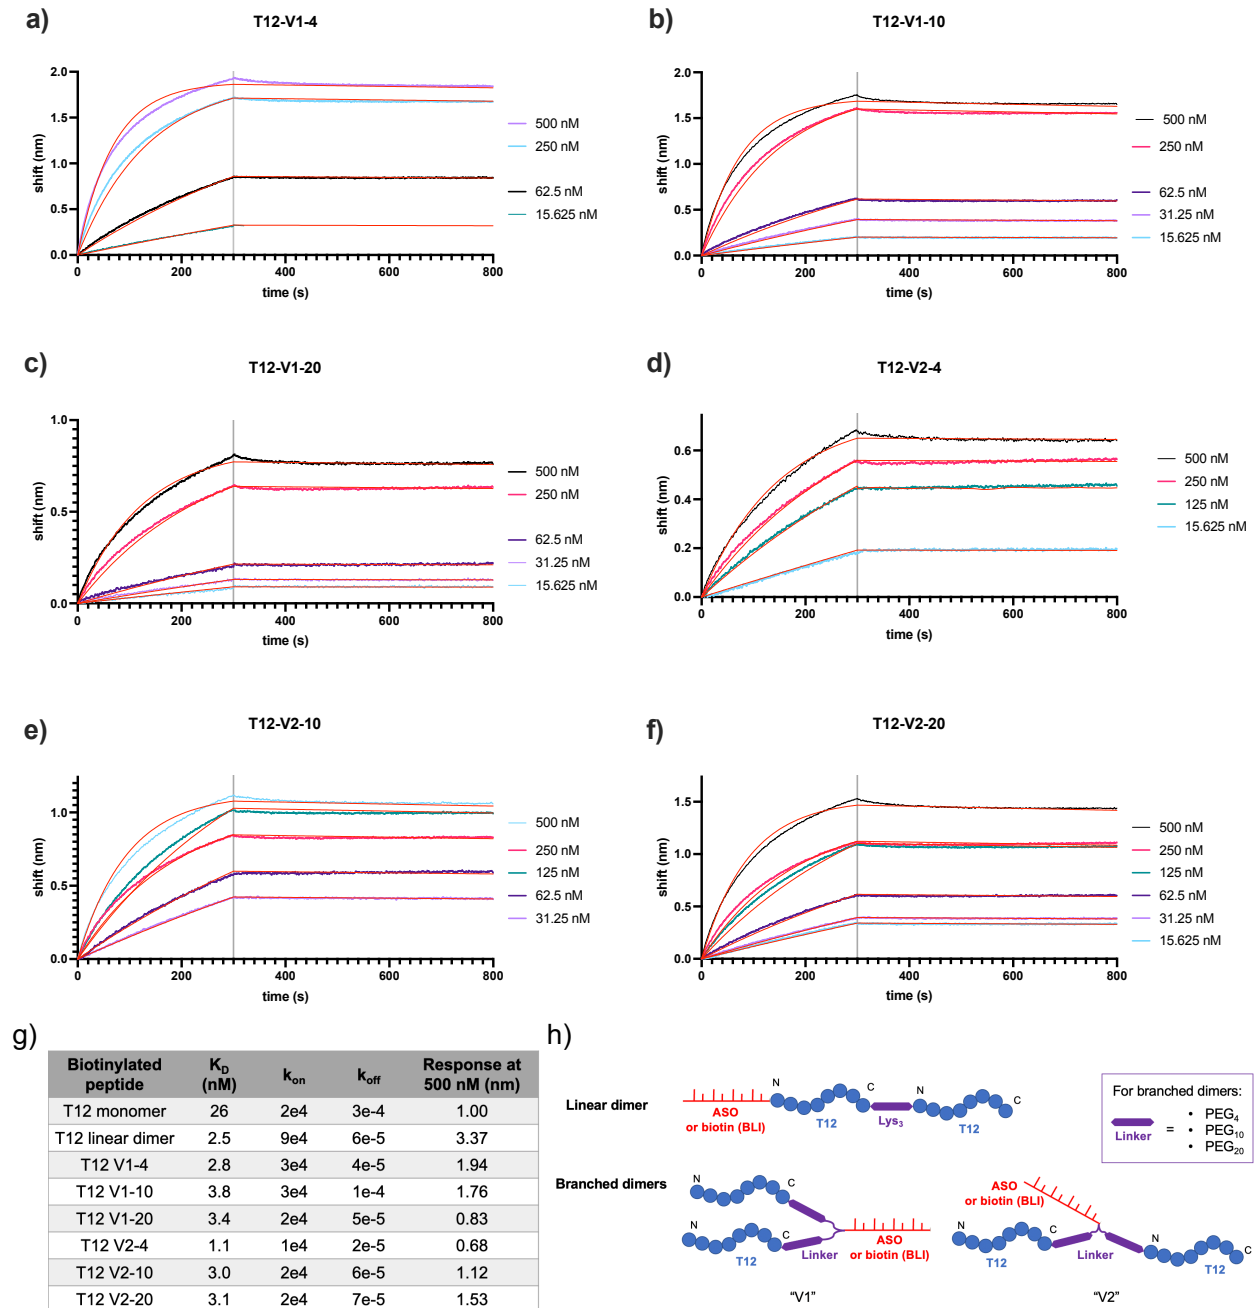 a)
T12-V1-4
2.0
1.5
1.0
0.5
0.0
shift (nm)
0
200
400
600
800
time (s)
500 nM
250 nM
62.5 nM
15.625 nM
b)
T12-V1-10
2.0
1.5
1.0
0.5
0.0
shift (nm)
0
200
400
600
800
time (s)
500 nM
250 nM
62.5 nM
31.25 nM
15.625 nM
c)
T12-V1-20
1.0
0.5
0.0
shift (nm)
0
200
400
600
800
time (s)
500 nM
250 nM
62.5 nM
31.25 nM
15.625 nM
d)
T12-V2-4
0.6
0.4
0.2
0.0
shift (nm)
0
200
400
600
800
time (s)
500 nM
250 nM
125 nM
15.625 nM
e)
T12-V2-10
1.0
0.5
0.0
shift (nm)
0
200
400
600
800
time (s)
500 nM
250 nM
125 nM
62.5 nM
31.25 nM
f)
T12-V2-20
1.5
1.0
0.5
0.0
shift (nm)
0
200
400
600
800
time (s)
500 nM
250 nM
125 nM
62.5 nM
31.25 nM
15.625 nM
g)
Biotinylated peptide KD (nM) kon koff Response at 500 nM (nm)
T12 monomer 26 2e4 3e-4 1.00
T12 linear dimer 2.5 9e4 6e-5 3.37
T12 V1-4 2.8 3e4 4e-5 1.94
T12 V1-10 3.8 3e4 1e-4 1.76
T12 V1-20 3.4 2e4 5e-5 0.83
T12 V2-4 1.1 1e4 2e-5 0.68
T12 V2-10 3.0 2e4 6e-5 1.12
T12 V2-20 3.1 2e4 7e-5 1.53
h)
Linear dimer
N
C
N
C
ASO
or biotin (BLI)
T12
Lys3
T12
For branched dimers:
Linker
=
• PEG4
• PEG10
• PEG20
Branched dimers
N
C
N
C
T12
Linker
ASO
or biotin (BLI)
"V1"
ASO
or biotin (BLI)
N
C
T12
Linker
N
C
T12
"V2"